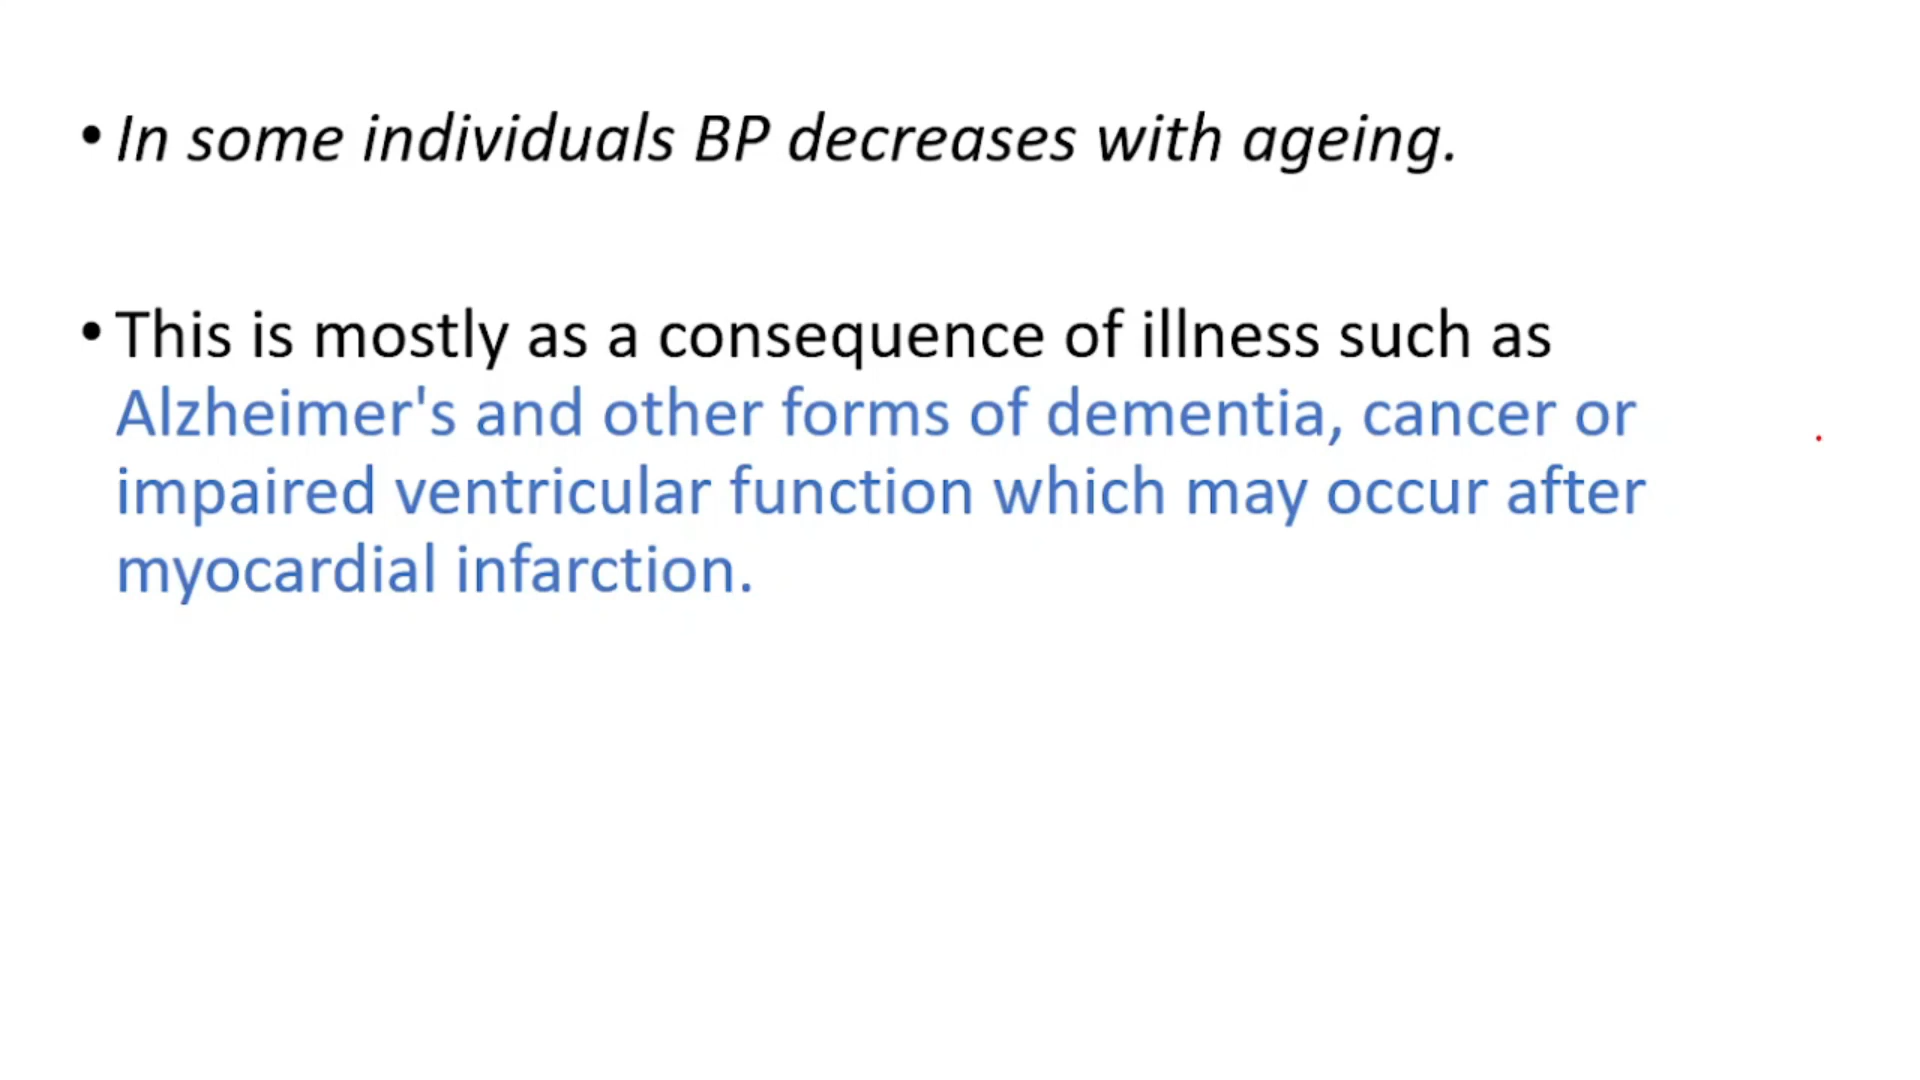 • In some individuals BP decreases with ageing.
• This is mostly as a consequence of illness such as
Alzheimer's and other forms of dementia, cancer or
impaired ventricular function which may occur after
myocardial infarction.